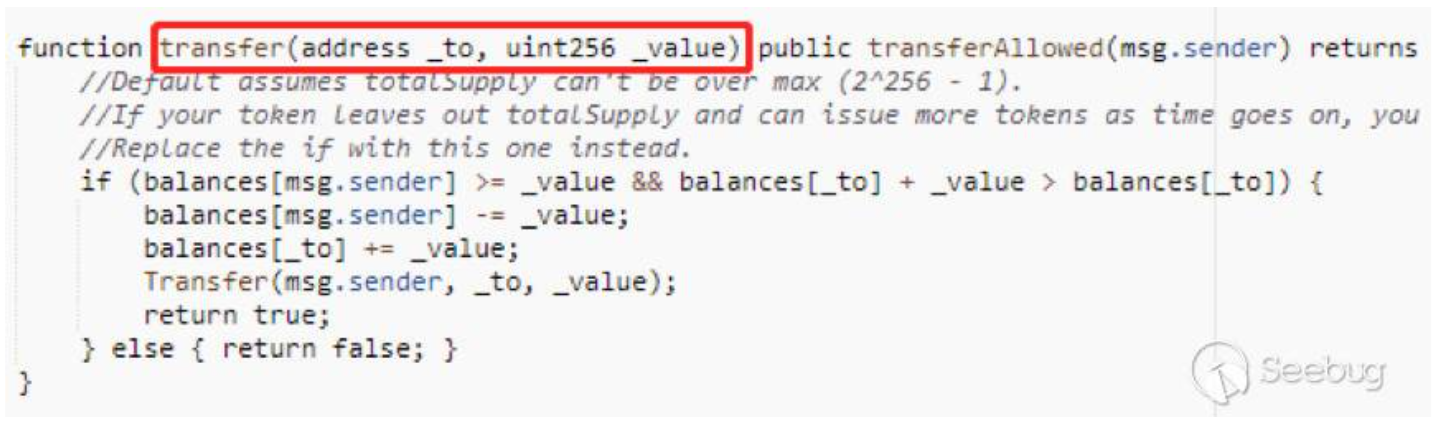 function transfer(address _to, uint256 _value) public transferAllowed(msg.sender) returns
//Default assumes totalSupply can't be over max (2^256 - 1).
//If your token leaves out totalSupply and can issue more tokens as time goes on, you
//Replace the if with this one instead.
if (balances[msg.sender] >= _value && balances[_to] + _value > balances[_to]) {
balances[msg.sender] -= _value;
balances[_to] += _value;
Transfer(msg.sender, _to, _value);
return true;
} else { return false; }
}
Seebug